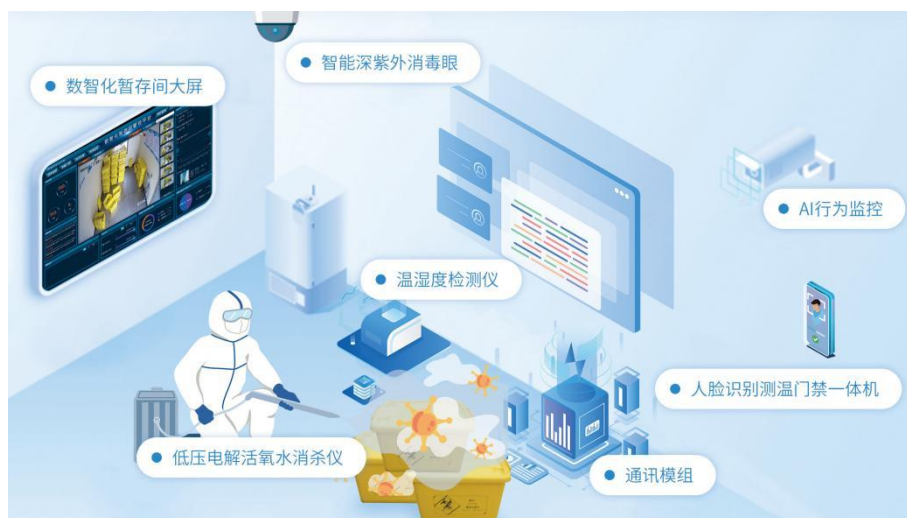 智能深紫外消毒眼
数智化暂存间大屏
AI行为监控
温湿度检测仪
人脸识别测温门禁一体机
低压电解活氧水消杀仪
通讯模组